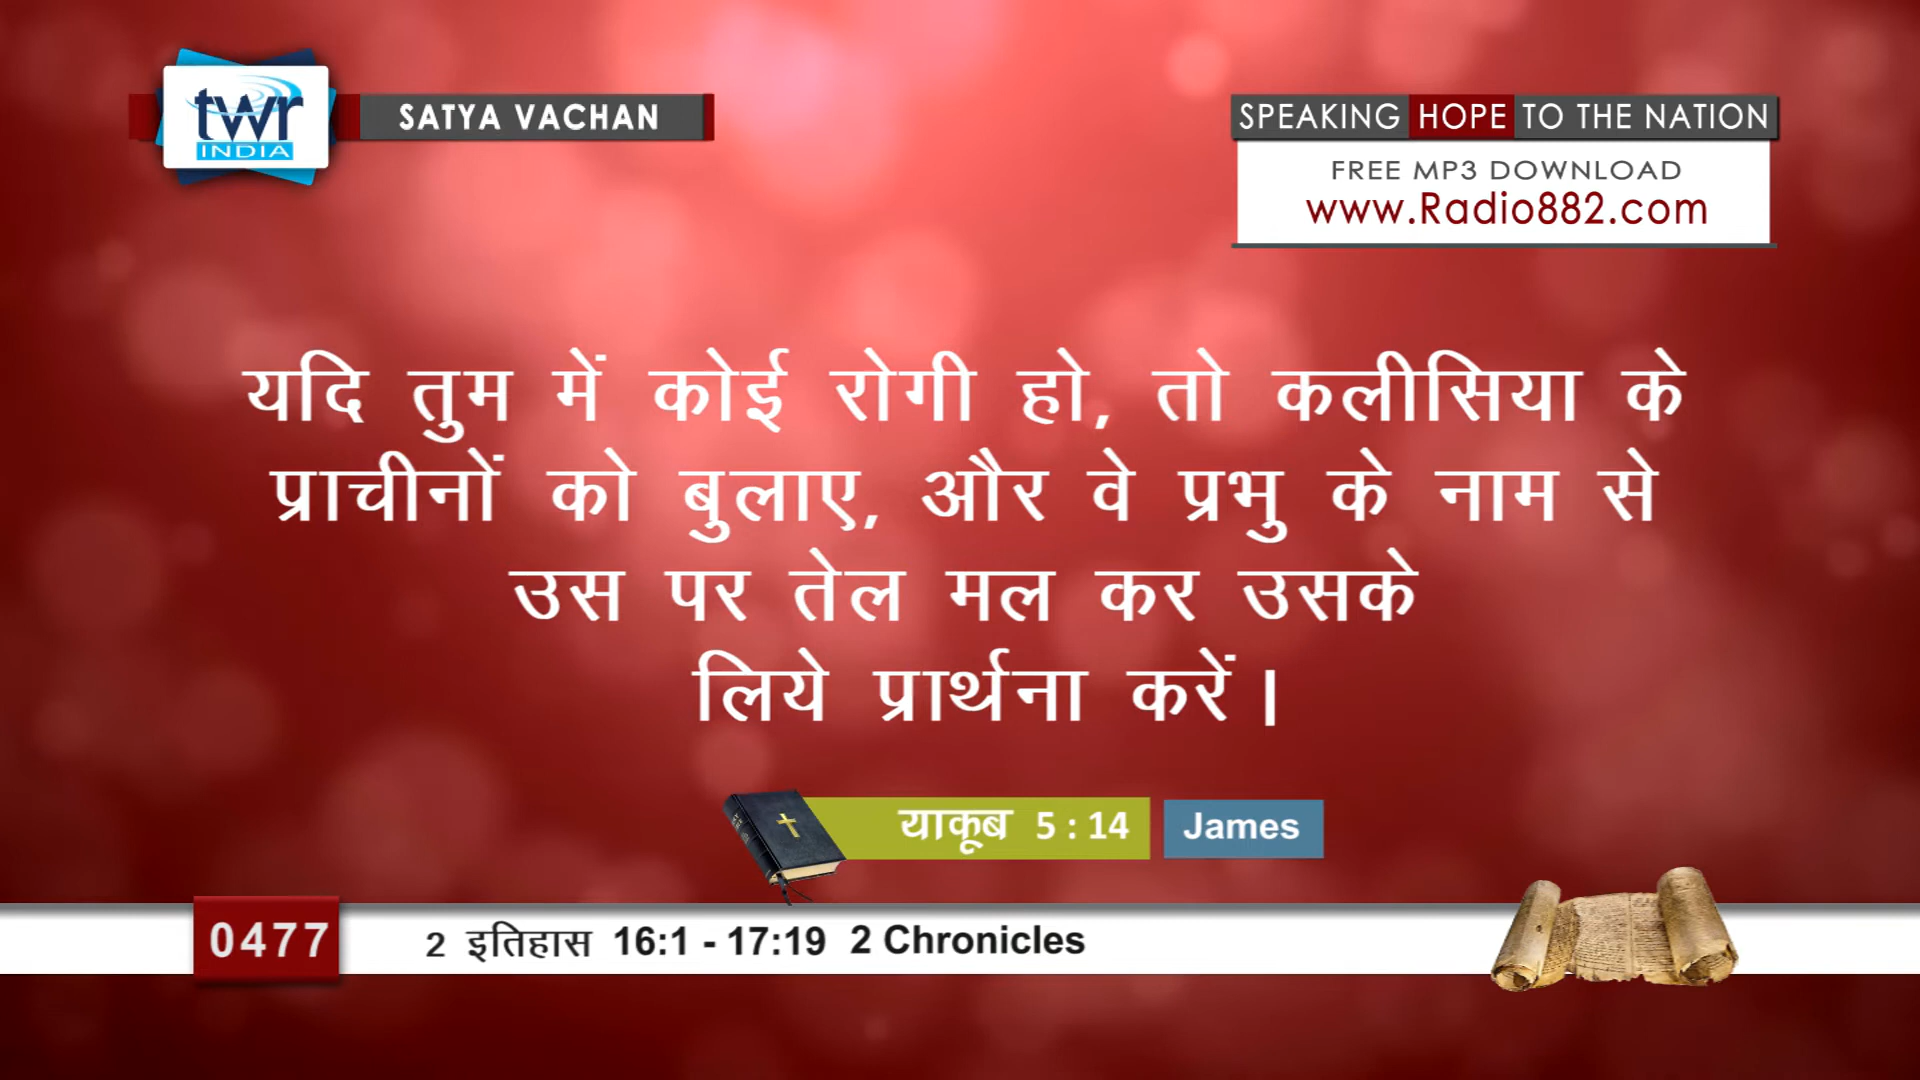 twr
INDIA
SATYA VACHAN
SPEAKING HOPE TO THE NATION
FREE MP3 DOWNLOAD
www.Radio882.com
यदि तुम में कोई रोगी हो, तो कलीसिया के
प्राचीनों को बुलाए, और वे प्रभु के नाम से
उस पर तेल मल कर उसके
लिये प्रार्थना करें।
याकूब 5 : 14 James
0477 2 इतिहास 16:1 - 17:19 2 Chronicles